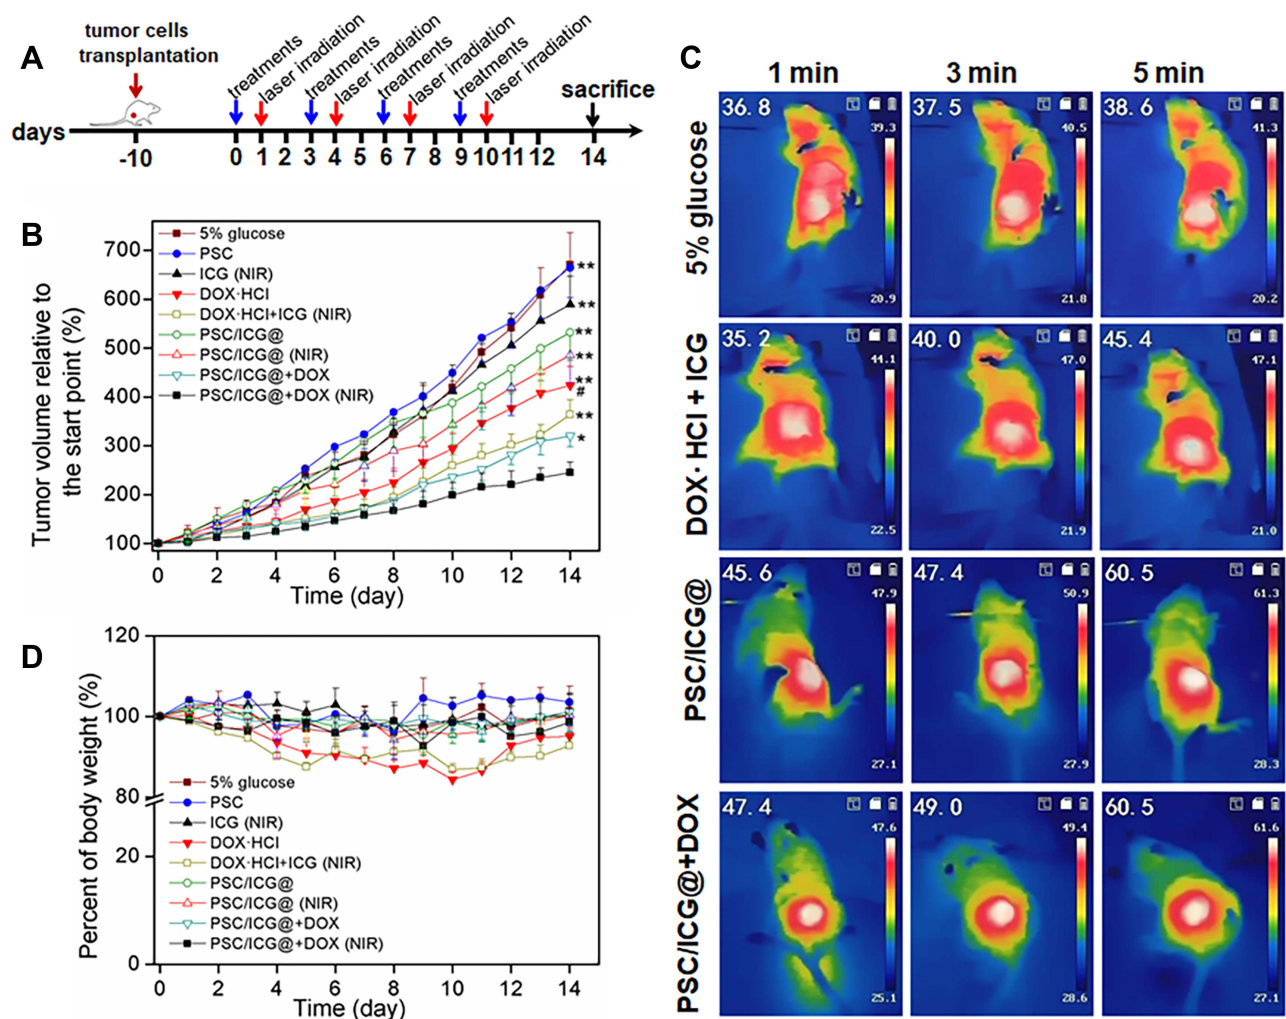 A
tumor cells
transplantation
treatments
laser irradiation
treatments
laser irradiation
treatments
laser irradiation
treatments
laser irradiation
sacrifice
days
-10 0 1 2 3 4 5 6 7 8 9 10 11 12 14
B
Tumor volume relative to
the start point (%)
700
600
500
400
300
200
100
5% glucose
PSC
ICG (NIR)
DOX·HCl
DOX·HCl+ICG (NIR)
PSC/ICG@
PSC/ICG@ (NIR)
PSC/ICG@+DOX
PSC/ICG@+DOX (NIR)
**
**
**
**
**
#
**
*
0 2 4 6 8 10 12 14
Time (day)
D
Percent of body weight (%)
120
100
80
20
0
5% glucose
PSC
ICG (NIR)
DOX·HCl
DOX·HCl+ICG (NIR)
PSC/ICG@
PSC/ICG@ (NIR)
PSC/ICG@+DOX
PSC/ICG@+DOX (NIR)
0 2 4 6 8 10 12 14
Time (day)
C
1 min 3 min 5 min
5% glucose
36.8
39.3
20.9
37.5
40.5
21.8
38.6
41.3
20.2
DOX·HCl + ICG
35.2
44.1
22.5
40.0
47.0
21.9
45.4
47.1
21.0
PSC/ICG@
45.6
47.9
27.1
47.4
50.9
27.9
60.5
61.3
28.3
PSC/ICG@+DOX
47.4
47.6
25.1
49.0
49.4
28.6
60.5
61.6
27.1